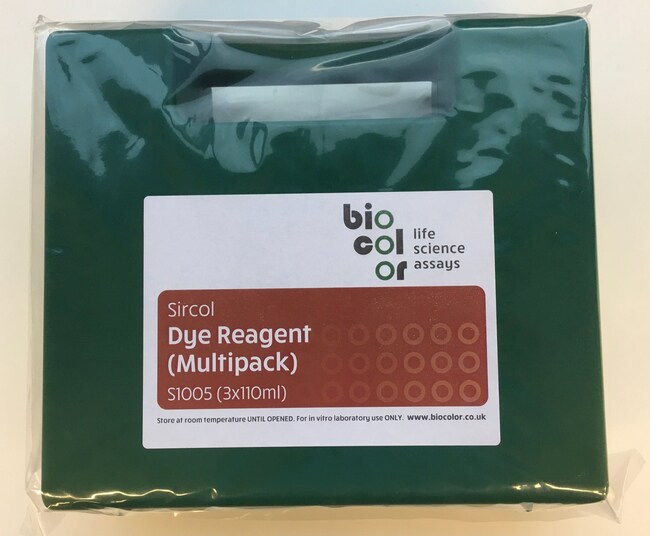 bio
col
or
life
science
assays
Sircol
Dye Reagent
(Multipack)
S1005 (3x110ml)
Store at room temperature UNTIL OPENED. For in vitro laboratory use ONLY. www.biocolor.co.uk